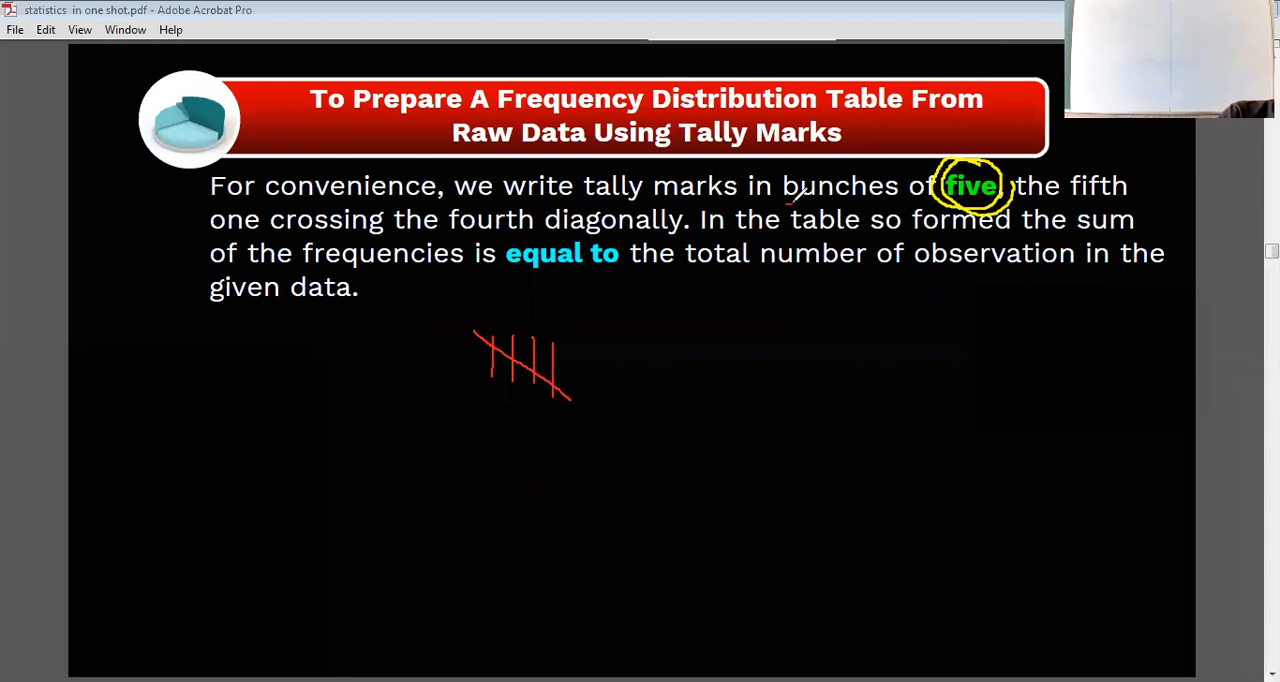 statistics in one shot.pdf - Adobe Acrobat Pro
File Edit View Window Help
To Prepare A Frequency Distribution Table From
Raw Data Using Tally Marks
For convenience, we write tally marks in bunches of five, the fifth
one crossing the fourth diagonally. In the table so formed the sum
of the frequencies is equal to the total number of observation in the
given data.